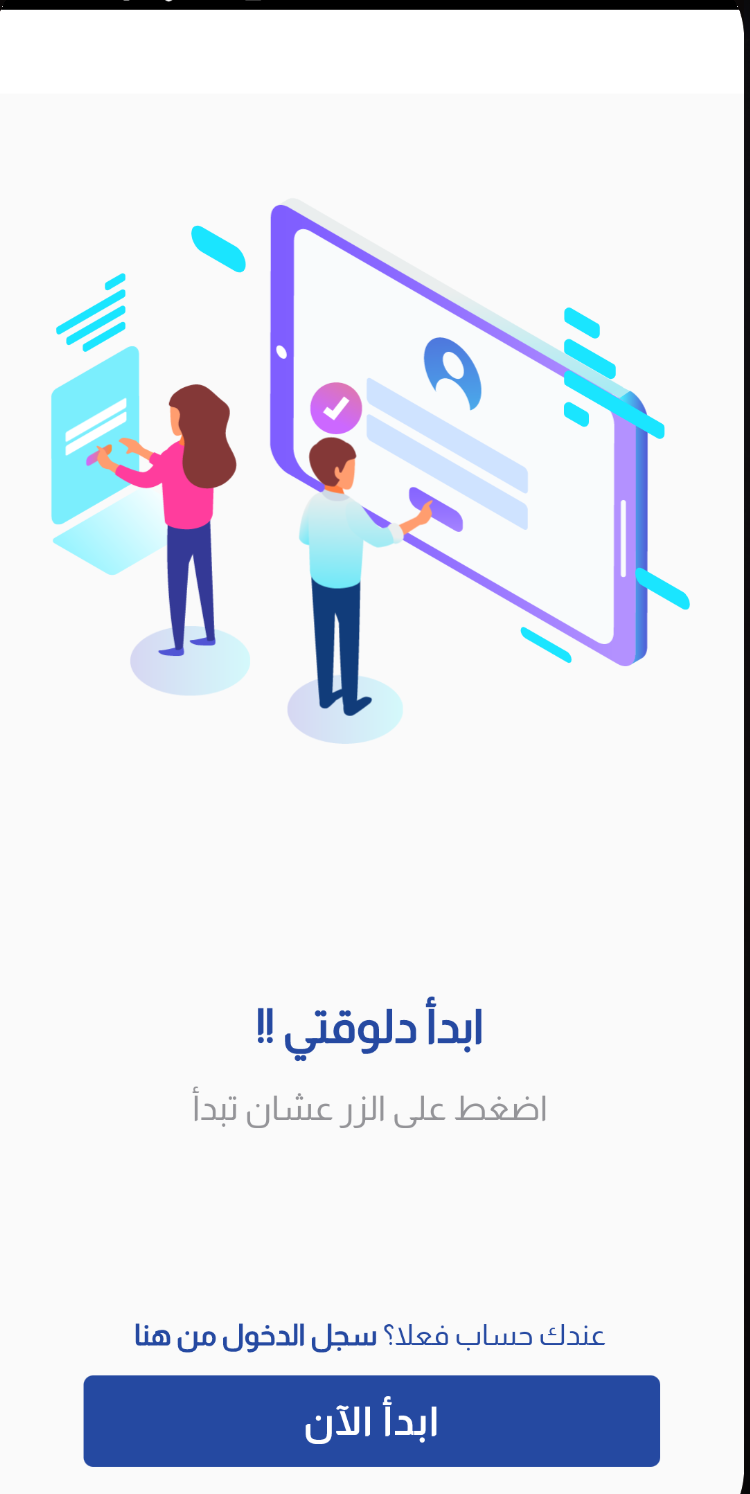 ابدأ دلوقتي !!
اضغط على الزر عشان تبدأ
عندك حساب فعلا؟ سجل الدخول من هنا
ابدأ الآن